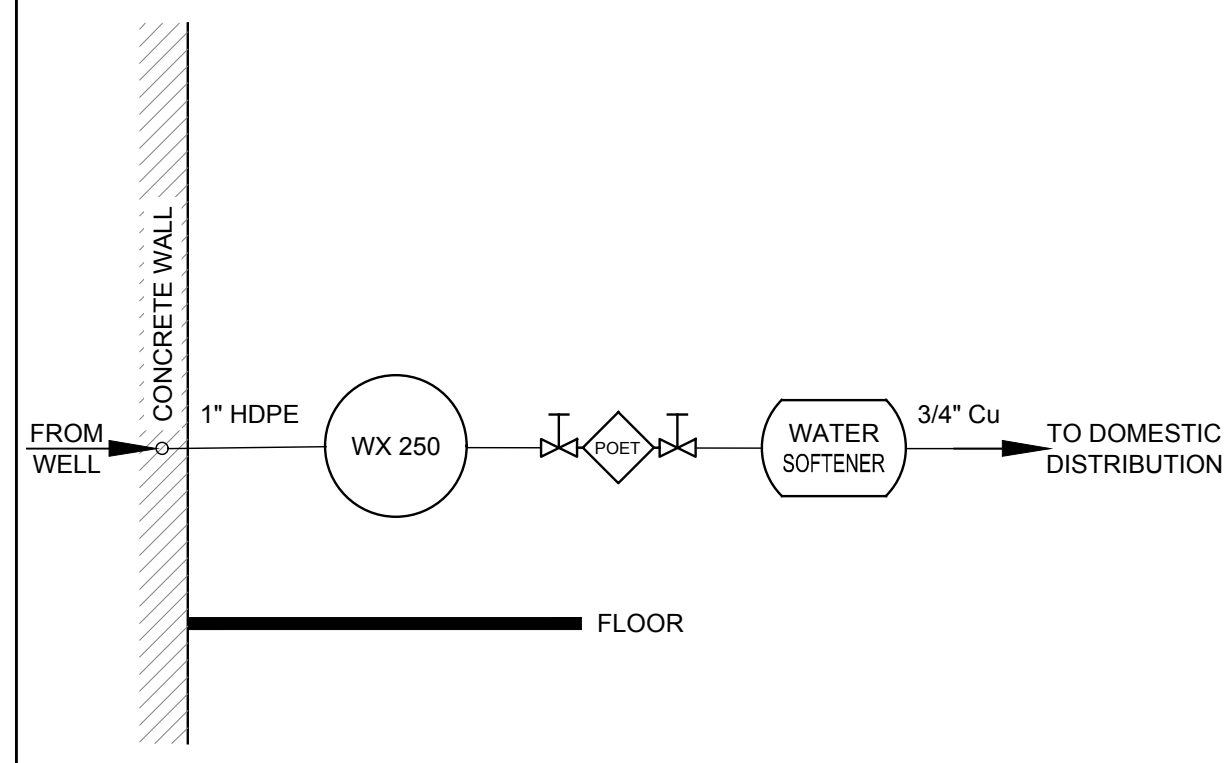 CONCRETE WALL
FROM
WELL
1" HDPE
WX 250
POET
WATER
SOFTENER
3/4" Cu
TO DOMESTIC
DISTRIBUTION
FLOOR